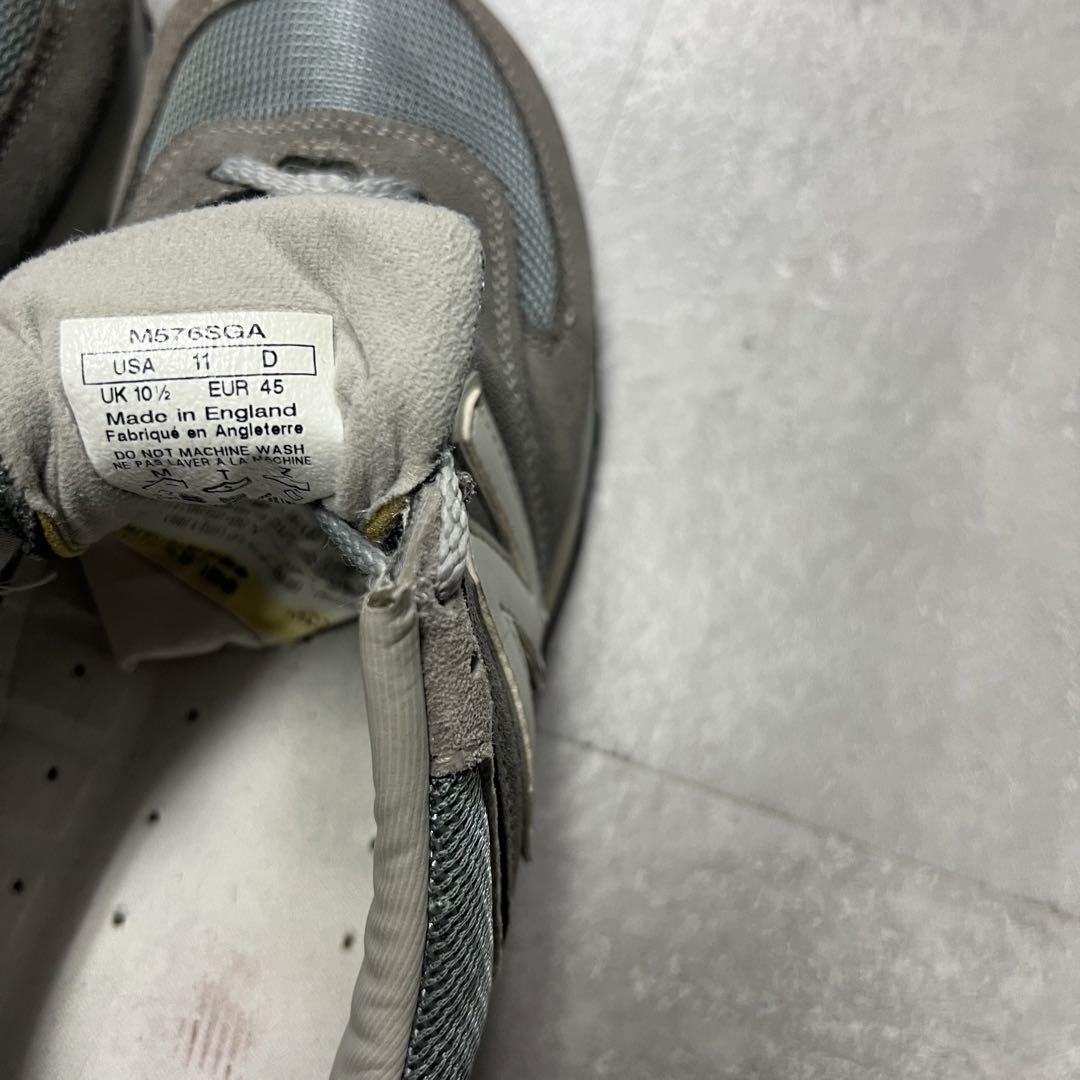 M576SGA
USA 11 D
UK 10½ EUR 45
Made in England
Fabriqué en Angleterre
DO NOT MACHINE WASH
NE PAS LAVER A LA MACHINE
M T